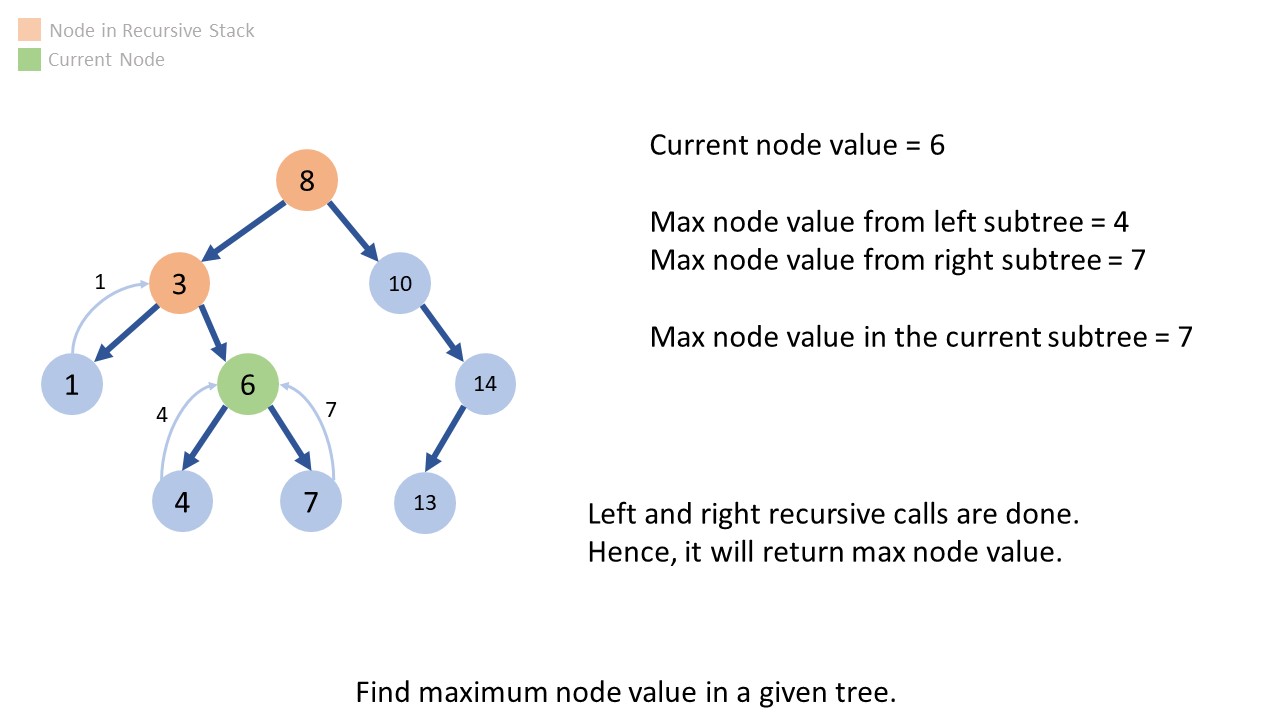 Node in Recursive Stack
Current Node
Current node value = 6
8
Max node value from left subtree = 4
Max node value from right subtree = 7
1
3
10
Max node value in the current subtree = 7
1
6
14
4
7
4
7
13
Left and right recursive calls are done.
Hence, it will return max node value.
Find maximum node value in a given tree.